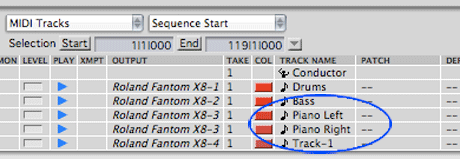 MIDI Tracks Sequence Start
Selection Start 1|1|000 End 119|1|000
MON LEVEL PLAY XMPT OUTPUT TAKE COL TRACK NAME PATCH DEF
1 Conductor
Roland Fantom X8-1 1 Drums -- --
Roland Fantom X8-2 1 Bass -- --
Roland Fantom X8-3 1 Piano Left -- --
Roland Fantom X8-3 1 Piano Right -- --
Roland Fantom X8-4 1 Track-1 -- --